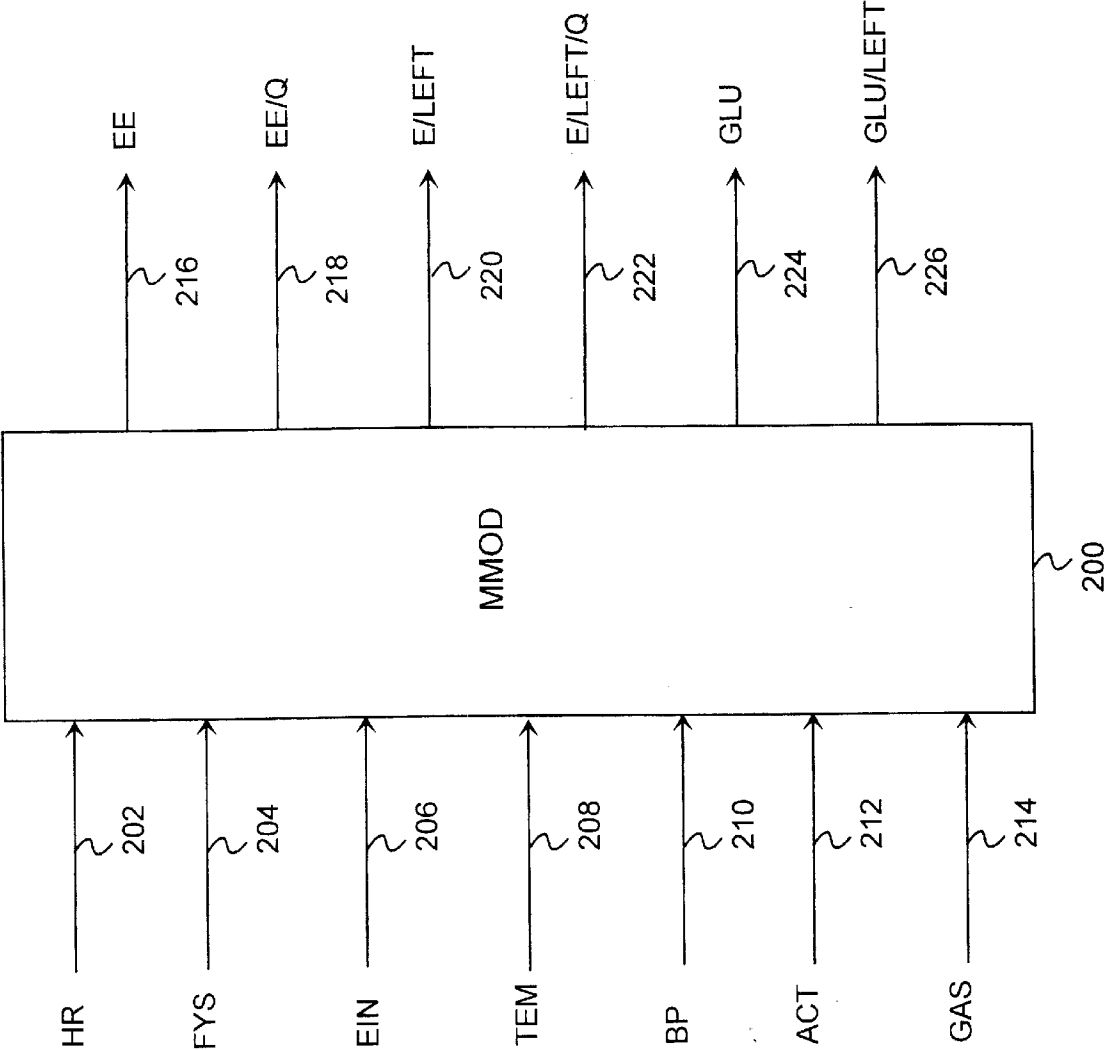 HR
202
FYS
204
EIN
206
TEM
208
BP
210
ACT
212
GAS
214
MMOD
200
EE
216
EE/Q
218
E/LEFT
220
E/LEFT/Q
222
GLU
224
GLU/LEFT
226